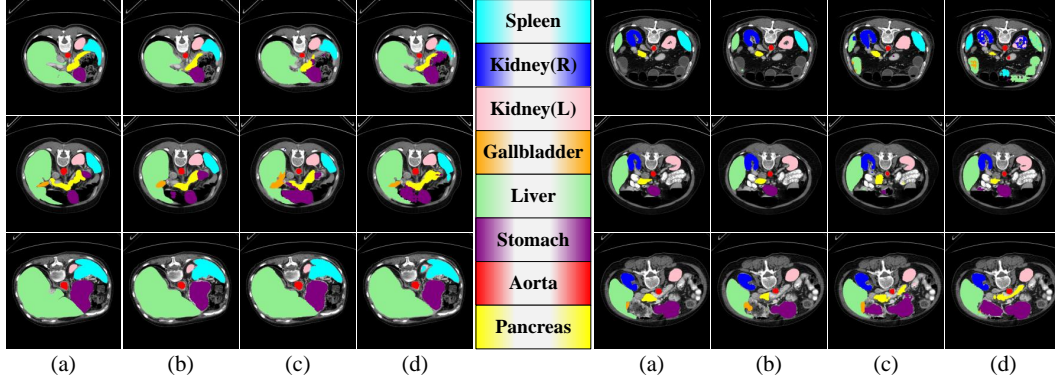 Spleen
Kidney(R)
Kidney(L)
Gallbladder
Liver
Stomach
Aorta
Pancreas
(a) (b) (c) (d) (a) (b) (c) (d)